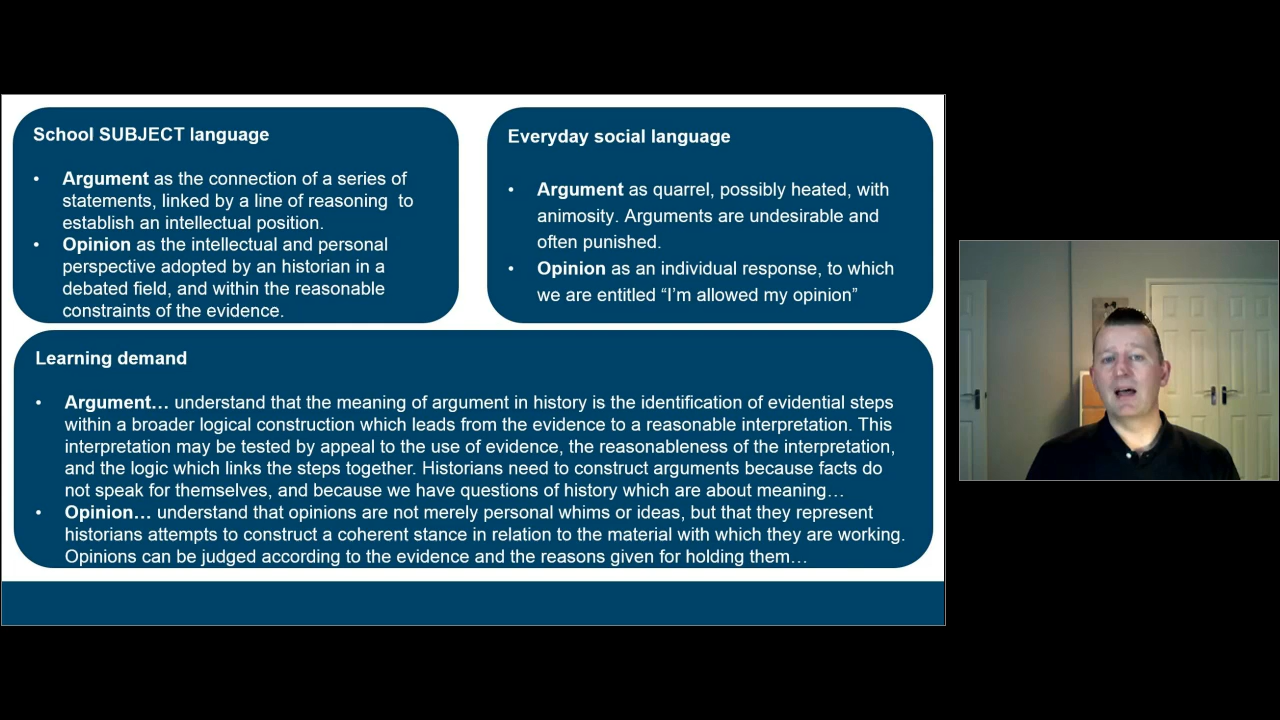 School SUBJECT language
• Argument as the connection of a series of
statements, linked by a line of reasoning to
establish an intellectual position.
• Opinion as the intellectual and personal
perspective adopted by an historian in a
debated field, and within the reasonable
constraints of the evidence.
Everyday social language
• Argument as quarrel, possibly heated, with
animosity. Arguments are undesirable and
often punished.
• Opinion as an individual response, to which
we are entitled “I’m allowed my opinion”
Learning demand
• Argument… understand that the meaning of argument in history is the identification of evidential steps
within a broader logical construction which leads from the evidence to a reasonable interpretation. This
interpretation may be tested by appeal to the use of evidence, the reasonableness of the interpretation,
and the logic which links the steps together. Historians need to construct arguments because facts do
not speak for themselves, and because we have questions of history which are about meaning…
• Opinion… understand that opinions are not merely personal whims or ideas, but that they represent
historians attempts to construct a coherent stance in relation to the material with which they are working.
Opinions can be judged according to the evidence and the reasons given for holding them…